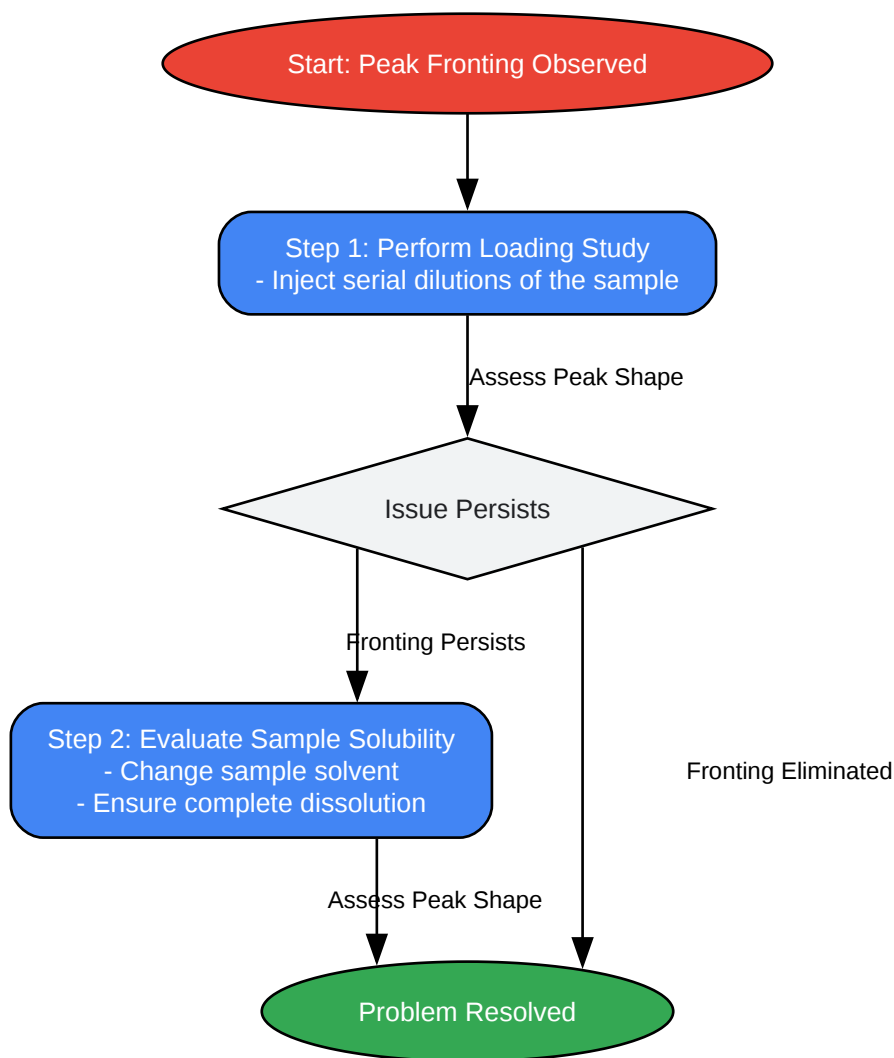 Start: Peak Fronting Observed
Step 1: Perform Loading Study
- Inject serial dilutions of the sample
Assess Peak Shape
Issue Persists
Fronting Persists
Step 2: Evaluate Sample Solubility
- Change sample solvent
- Ensure complete dissolution
Fronting Eliminated
Assess Peak Shape
Problem Resolved